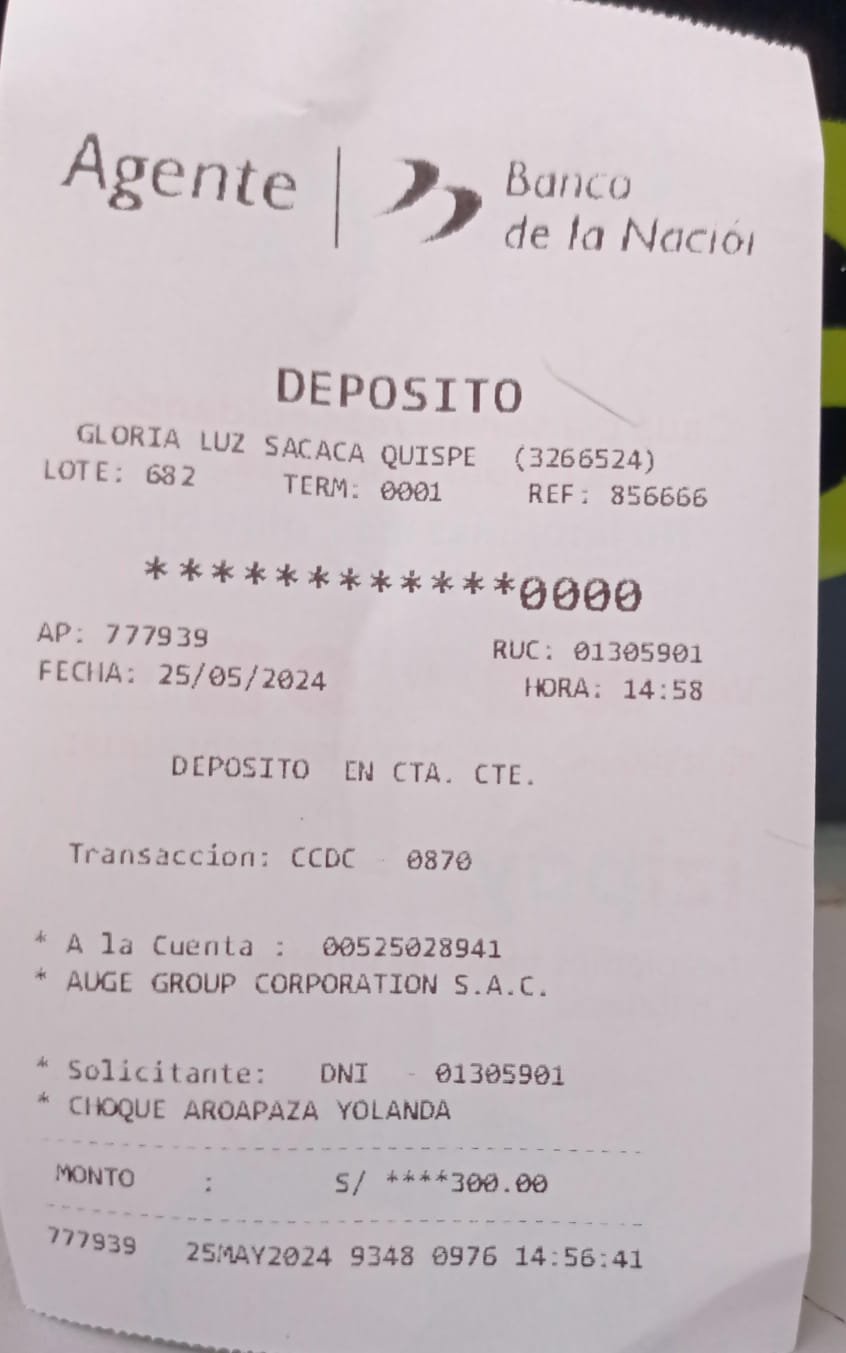 Agente | Banco
de la Nación
DEPOSITO
GLORIA LUZ SACACA QUISPE (3266524)
LOTE: 682 TERM: 0001 REF: 856666
************0000
AP: 777939 RUC: 01305901
FECHA: 25/05/2024 HORA: 14:58
DEPOSITO EN CTA. CTE.
Transaccion: CCDC - 0870
* A la Cuenta : 00525028941
* AUGE GROUP CORPORATION S.A.C.
* Solicitante: DNI - 01305901
* CHOQUE AROAPAZA YOLANDA
MONTO : S/ ****300.00
777939 25MAY2024 9348 0976 14:56:41